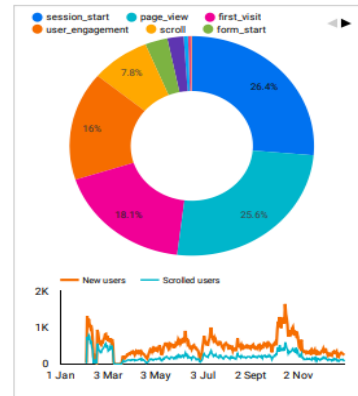 session_start page_view first_visit
user_engagement scroll form_start
7.8%
26.4%
16%
18.1%
25.6%
New users Scrolled users
2K
1K
0
1 Jan 3 Mar 3 May 3 Jul 2 Sept 2 Nov